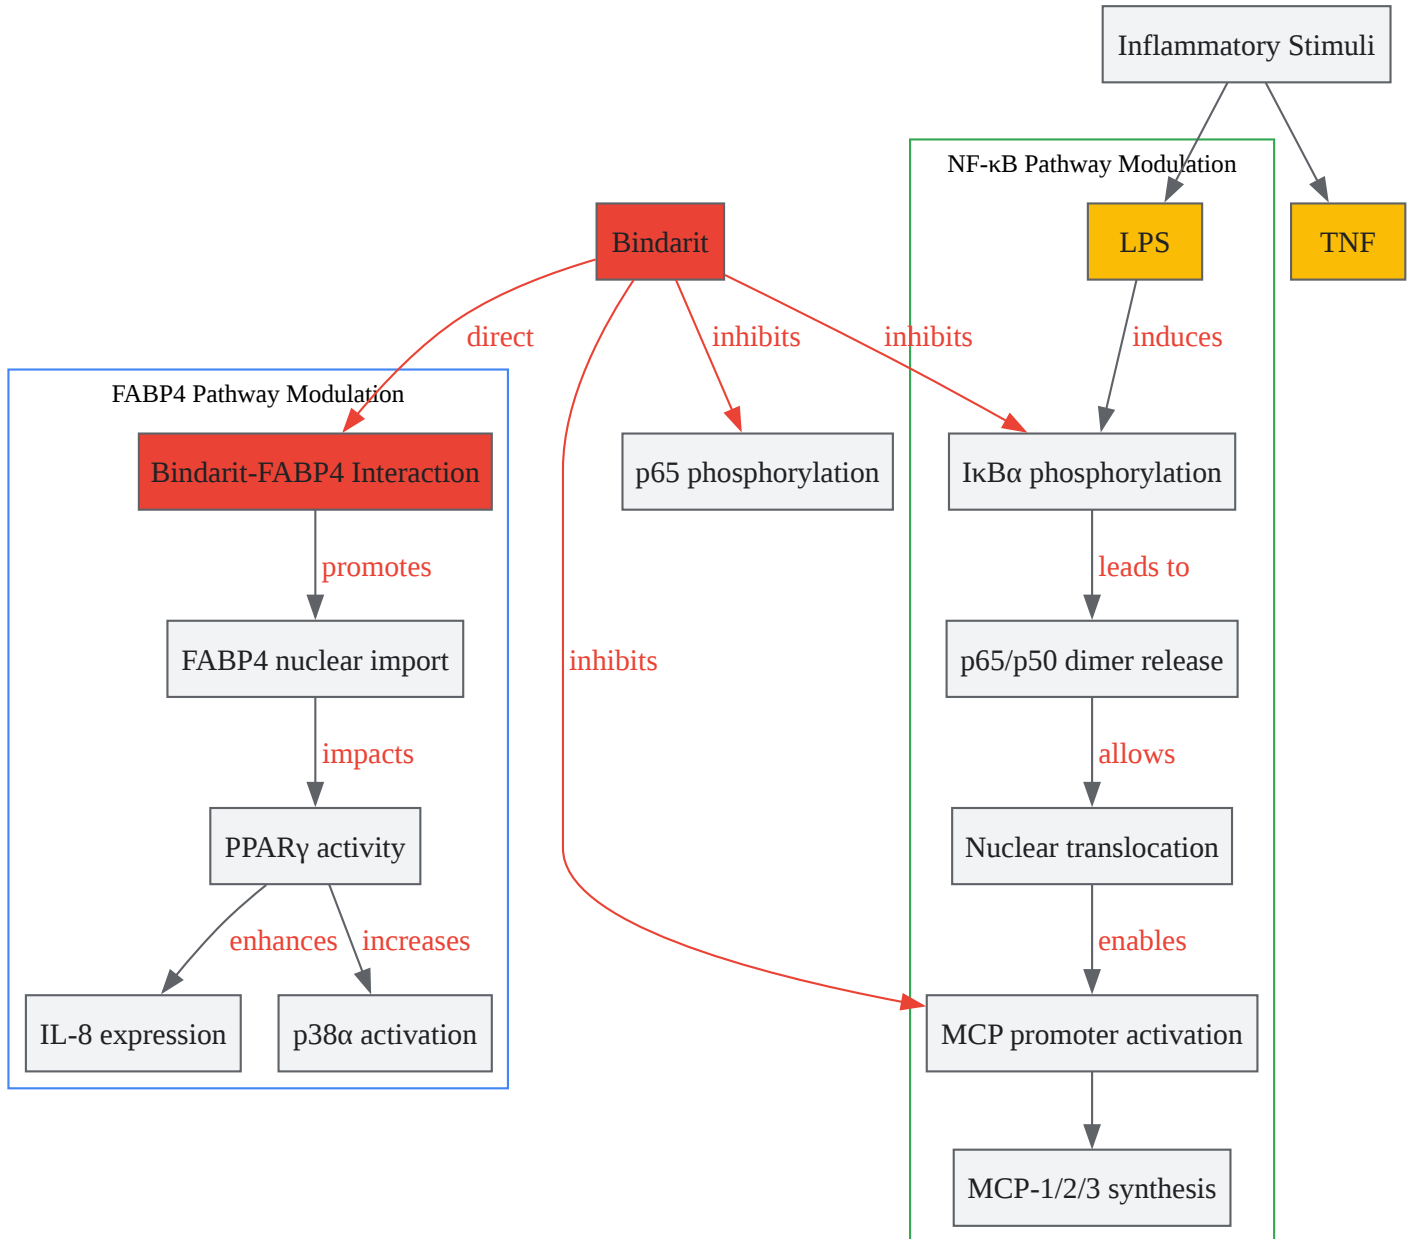 Inflammatory Stimuli
NF-κB Pathway Modulation
Bindarit
LPS
TNF
direct
inhibits
inhibits
induces
FABP4 Pathway Modulation
Bindarit-FABP4 Interaction
p65 phosphorylation
IκBα phosphorylation
promotes
leads to
FABP4 nuclear import
inhibits
p65/p50 dimer release
impacts
allows
PPARγ activity
Nuclear translocation
enhances
increases
enables
IL-8 expression
p38α activation
MCP promoter activation
MCP-1/2/3 synthesis